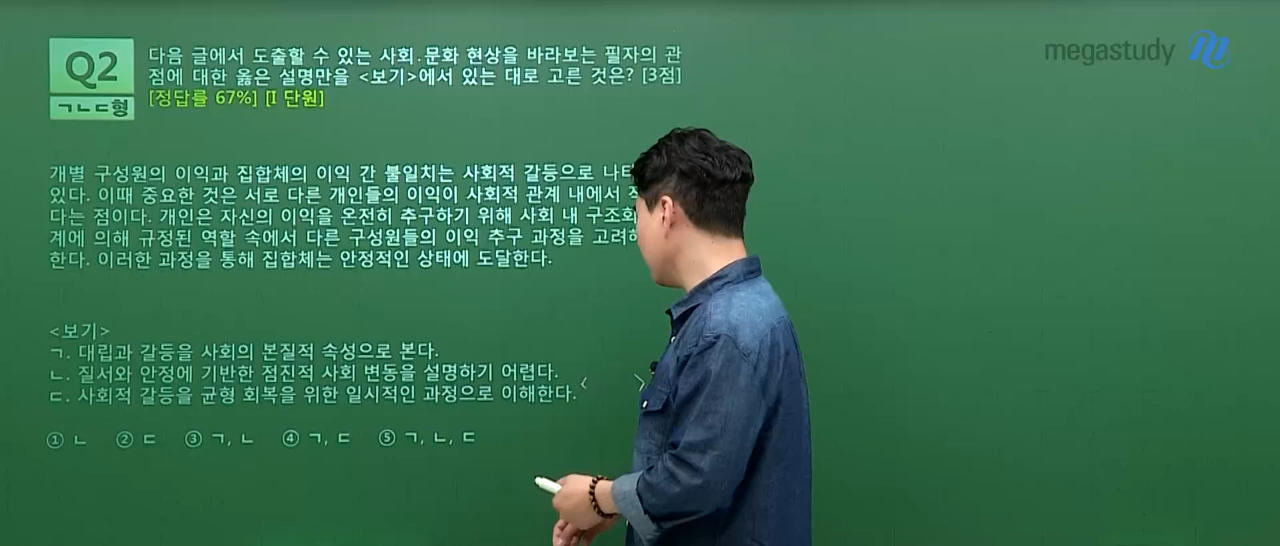 megastudy
Q2
ㄱㄴㄷ형
다음 글에서 도출할 수 있는 사회·문화 현상을 바라보는 필자의 관
점에 대한 옳은 설명만을 <보기>에서 있는 대로 고른 것은? [3점]
[정답률 67%] [I 단원]
개별 구성원의 이익과 집합체의 이익 간 불일치는 사회적 갈등으로
있다. 이때 중요한 것은 서로 다른 개인들의 이익이 사회적 관계 내에서
다는 점이다. 개인은 자신의 이익을 온전히 추구하기 위해 사회 내
계에 의해 규정된 역할 속에서 다른 구성원들의 이익 추구 과정을
한다. 이러한 과정을 통해 집합체는 안정적인 상태에 도달한다.
<보기>
ㄱ. 대립과 갈등을 사회의 본질적 속성으로 본다.
ㄴ. 질서와 안정에 기반한 점진적 사회 변동을 설명하기 어렵다.
ㄷ. 사회적 갈등을 균형 회복을 위한 일시적인 과정으로 이해한다.
① ㄴ ② ㄷ ③ ㄱ, ㄴ ④ ㄱ, ㄷ ⑤ ㄱ, ㄴ, ㄷ